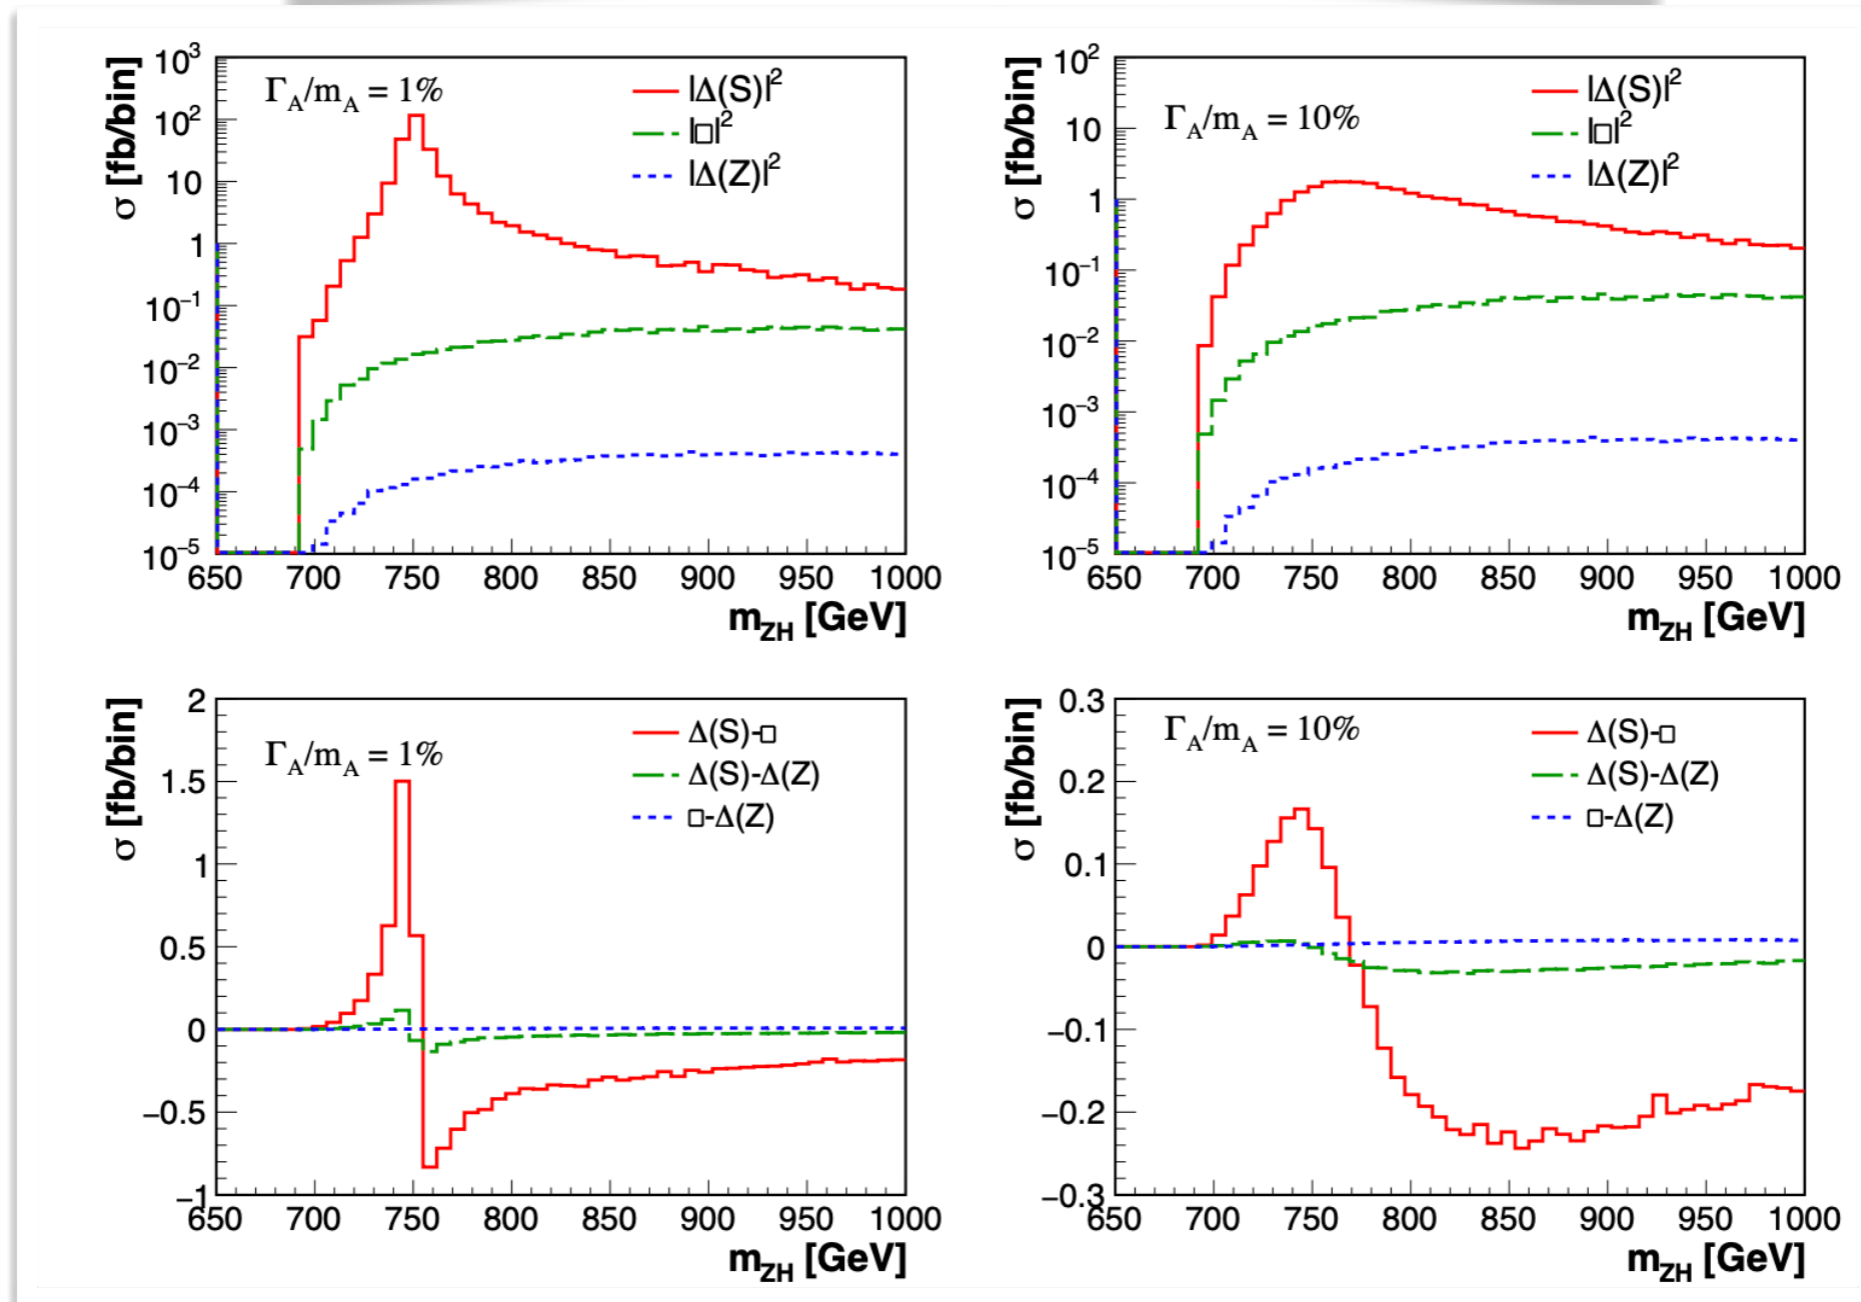 σ [fb/bin]
10³
10²
10
1
10⁻¹
10⁻²
10⁻³
10⁻⁴
10⁻⁵
Γ_A/m_A = 1%
|Δ(S)|²
|□|²
|Δ(Z)|²
650 700 750 800 850 900 950 1000
m_ZH [GeV]
σ [fb/bin]
10²
10
1
10⁻¹
10⁻²
10⁻³
10⁻⁴
10⁻⁵
Γ_A/m_A = 10%
|Δ(S)|²
|□|²
|Δ(Z)|²
650 700 750 800 850 900 950 1000
m_ZH [GeV]
σ [fb/bin]
2
1.5
1
0.5
0
−0.5
−1
Γ_A/m_A = 1%
Δ(S)-□
Δ(S)-Δ(Z)
□-Δ(Z)
650 700 750 800 850 900 950 1000
m_ZH [GeV]
σ [fb/bin]
0.3
0.2
0.1
0
−0.1
−0.2
−0.3
Γ_A/m_A = 10%
Δ(S)-□
Δ(S)-Δ(Z)
□-Δ(Z)
650 700 750 800 850 900 950 1000
m_ZH [GeV]